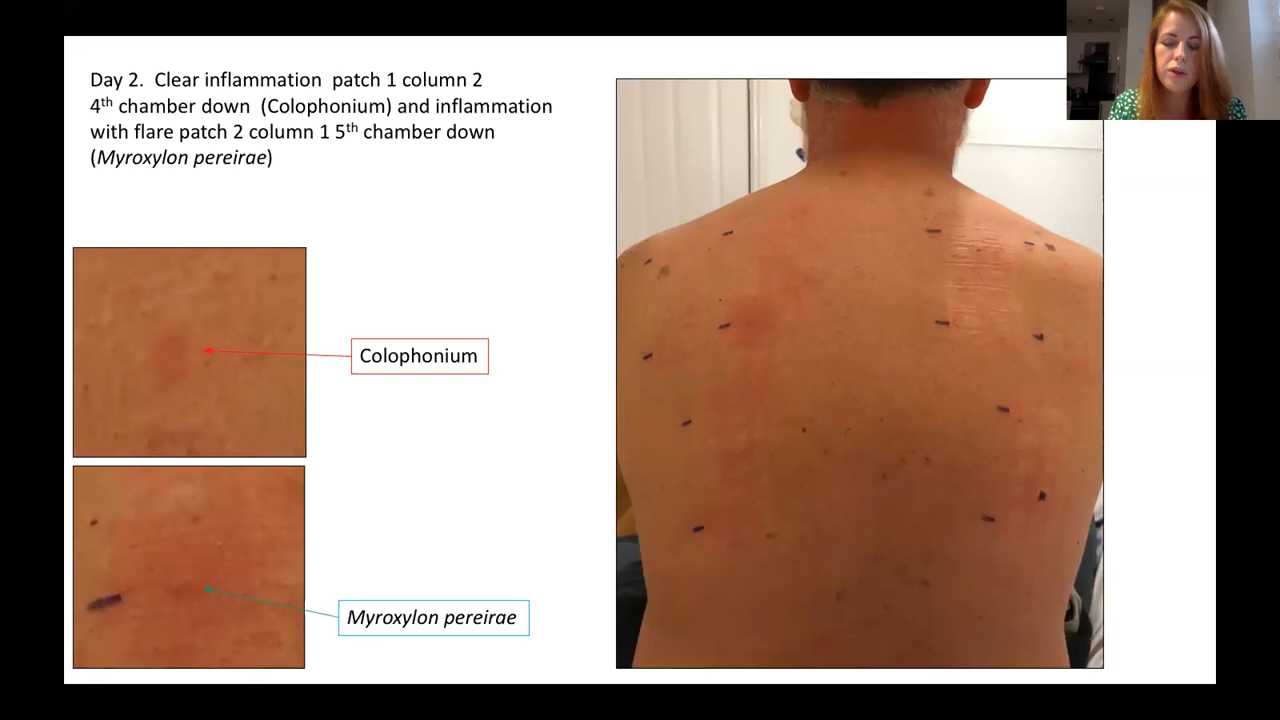 Day 2.  Clear inflammation  patch 1 column 2
4th chamber down  (Colophonium) and inflammation
with flare patch 2 column 1 5th chamber down
(Myroxylon pereirae)
Colophonium
Myroxylon pereirae